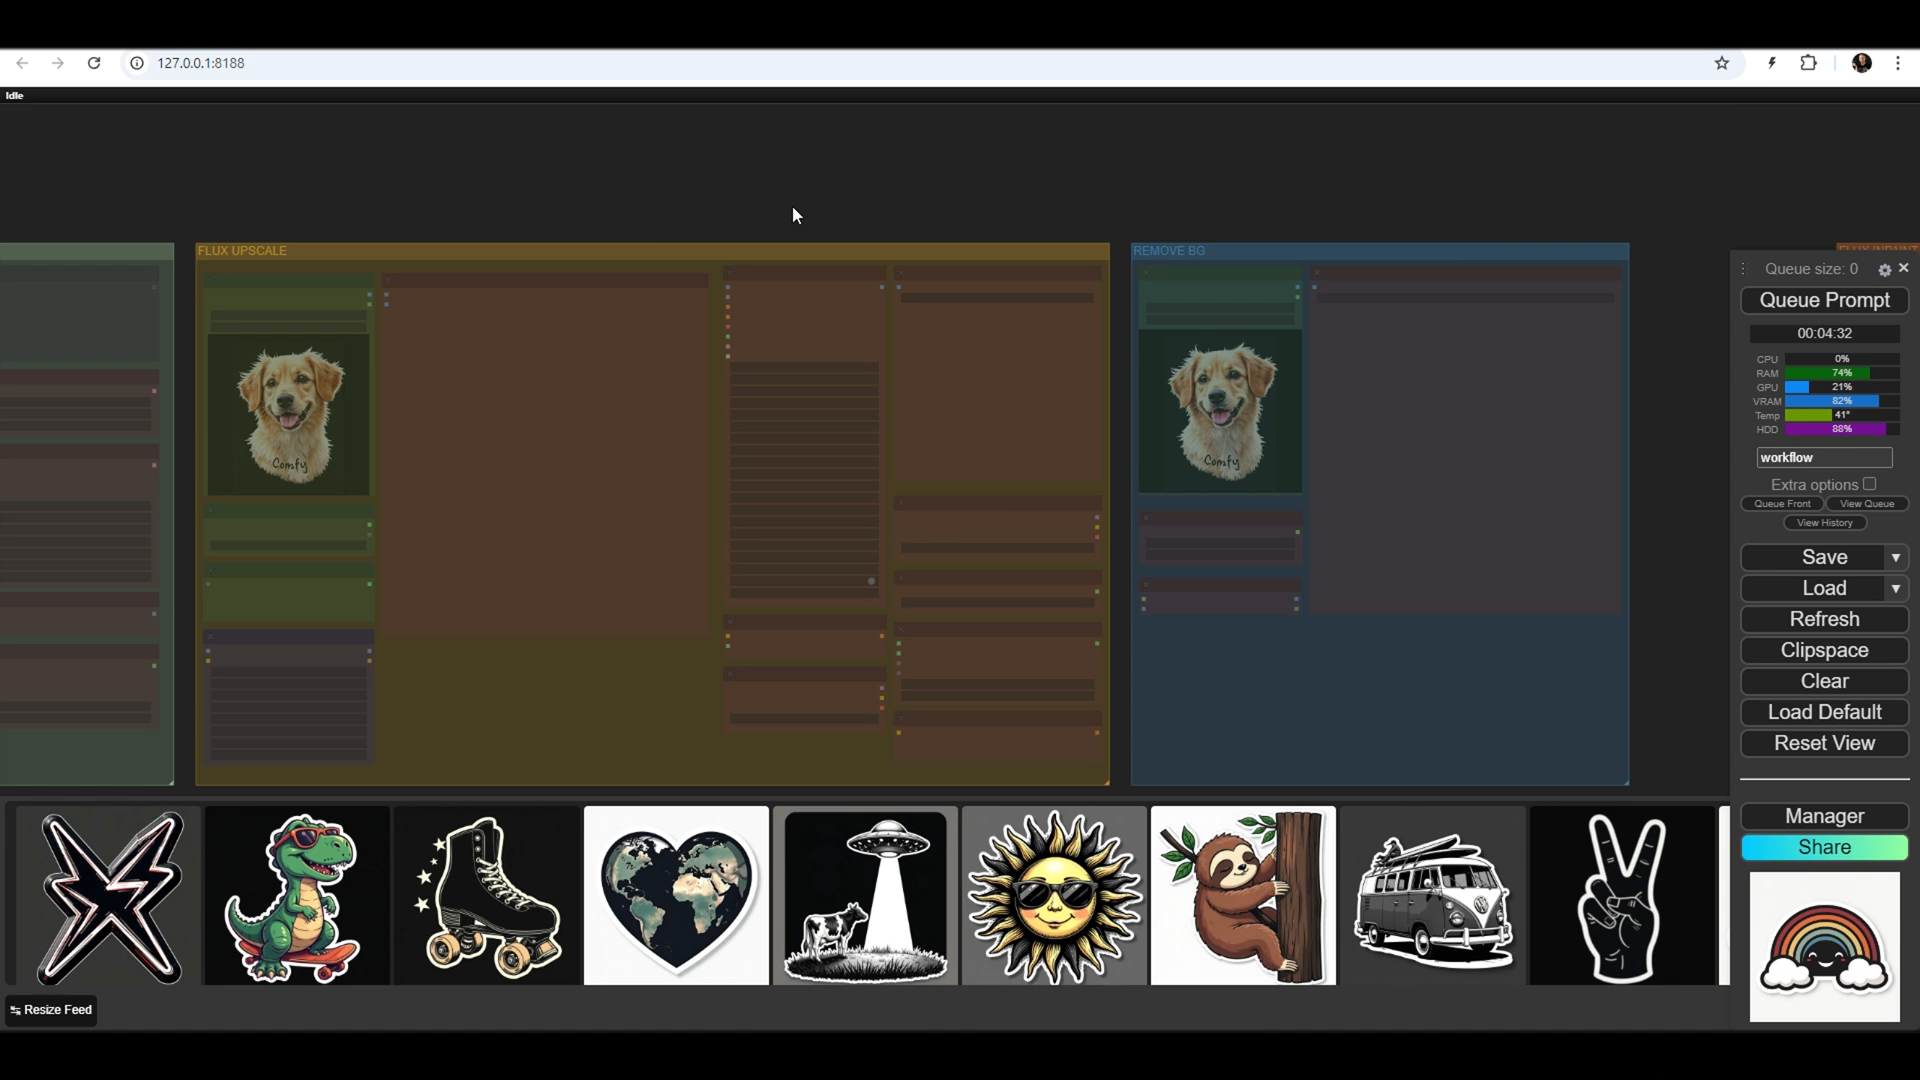 127.0.0.1:8188
Idle
FLUX UPSCALE
REMOVE BG
FLUX INPAINT
Queue size: 0
Queue Prompt
00:04:32
CPU 0%
RAM 74%
GPU 21%
VRAM 82%
Temp 41°
HDD 88%
workflow
Extra options
Queue Front
View Queue
View History
Save
Load
Refresh
Clipspace
Clear
Load Default
Reset View
Manager
Share
Comfy
Comfy
Resize Feed